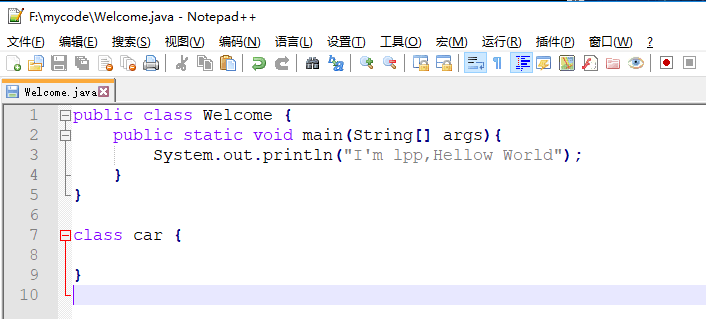 F:\mycode\Welcome.java - Notepad++
文件(F) 编辑(E) 搜索(S) 视图(V) 编码(N) 语言(L) 设置(T) 工具(O) 宏(M) 运行(R) 插件(P) 窗口(W) ?
Welcome.java
1 public class Welcome {
2     public static void main(String[] args){
3         System.out.println("I'm lpp,Hellow World");
4     }
5 }
6
7 class car {
8
9 }
10